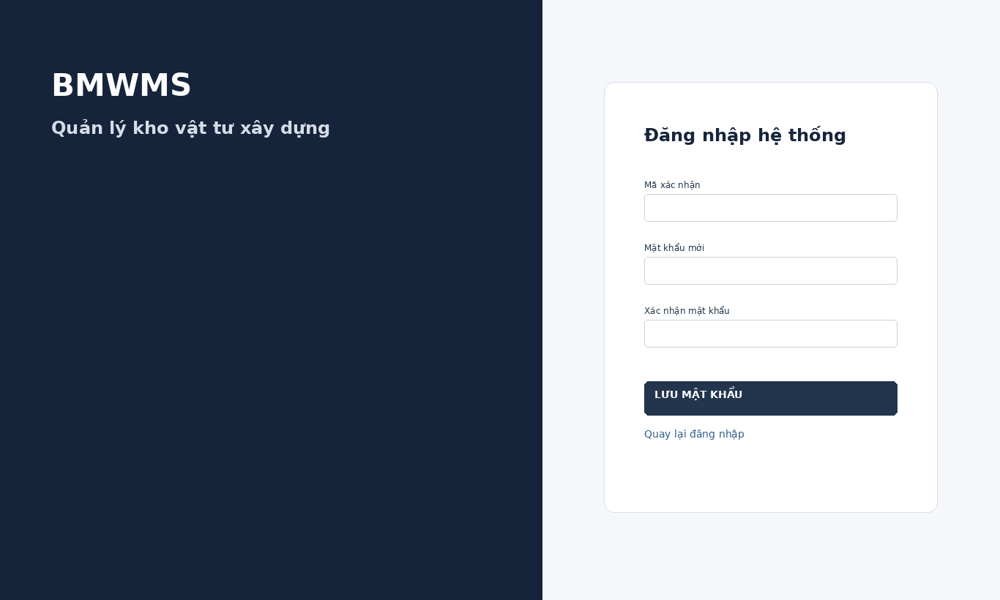 BMWMS
Quản lý kho vật tư xây dựng
Đăng nhập hệ thống
Mã xác nhận
Mật khẩu mới
Xác nhận mật khẩu
LƯU MẬT KHẨU
Quay lại đăng nhập